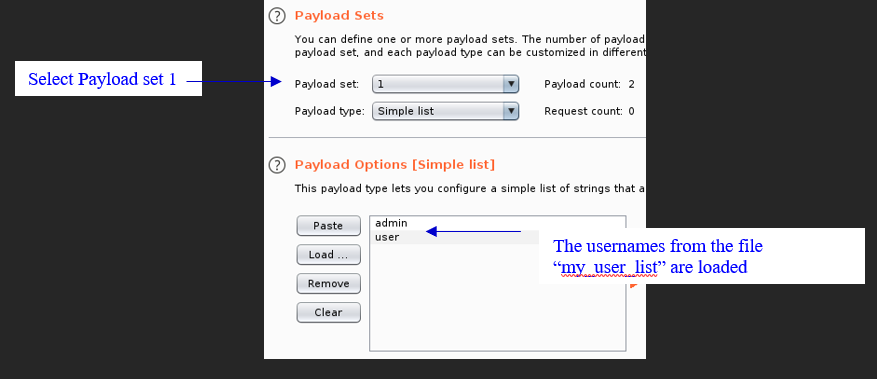 Payload Sets
You can define one or more payload sets. The number of payload
payload set, and each payload type can be customized in different
Select Payload set 1
Payload set: 1 Payload count: 2
Payload type: Simple list Request count: 0
Payload Options [Simple list]
This payload type lets you configure a simple list of strings that a
Paste
Load ...
Remove
Clear
admin
user
The usernames from the file
“my_user_list” are loaded